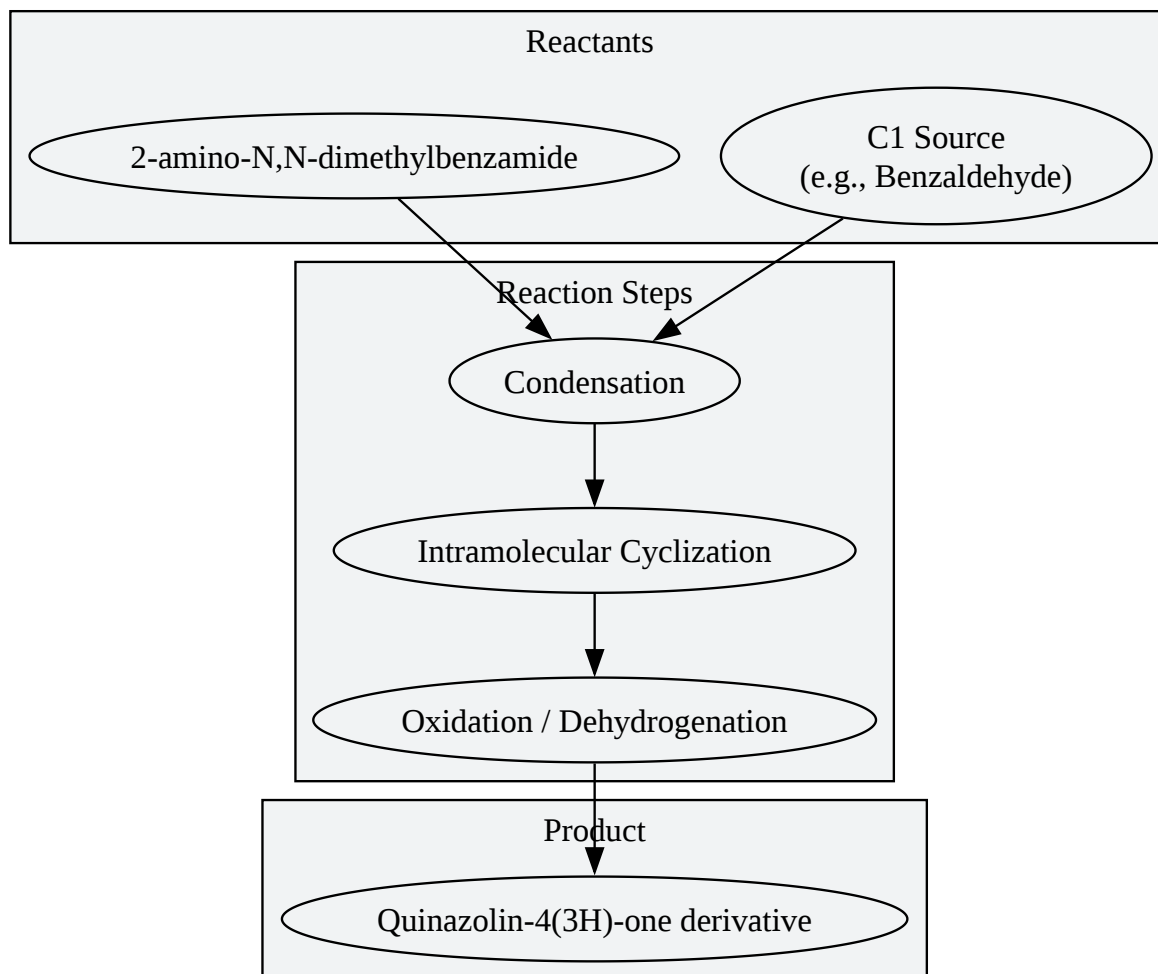 Reactants
2-amino-N,N-dimethylbenzamide
C1 Source
(e.g., Benzaldehyde)
Reaction Steps
Condensation
Intramolecular Cyclization
Oxidation / Dehydrogenation
Product
Quinazolin-4(3H)-one derivative